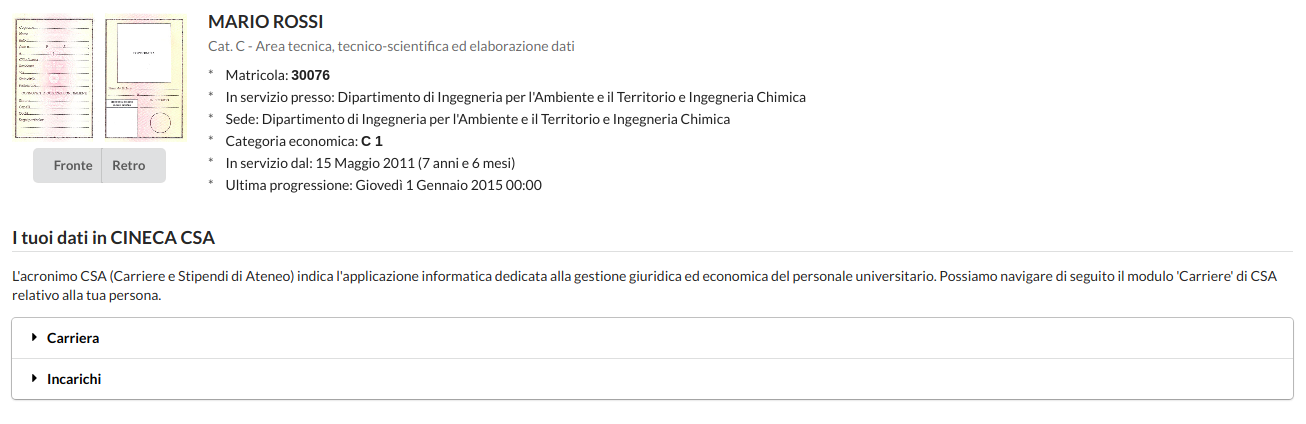 MARIO ROSSI
Cat. C - Area tecnica, tecnico-scientifica ed elaborazione dati
* Matricola: 30076
* In servizio presso: Dipartimento di Ingegneria per l'Ambiente e il Territorio e Ingegneria Chimica
* Sede: Dipartimento di Ingegneria per l'Ambiente e il Territorio e Ingegneria Chimica
* Categoria economica: C 1
* In servizio dal: 15 Maggio 2011 (7 anni e 6 mesi)
* Ultima progressione: Giovedì 1 Gennaio 2015 00:00
Fronte Retro
I tuoi dati in CINECA CSA
L'acronimo CSA (Carriere e Stipendi di Ateneo) indica l'applicazione informatica dedicata alla gestione giuridica ed economica del personale universitario. Possiamo navigare di seguito il modulo 'Carriere' di CSA
relativo alla tua persona.
Carriera
Incarichi